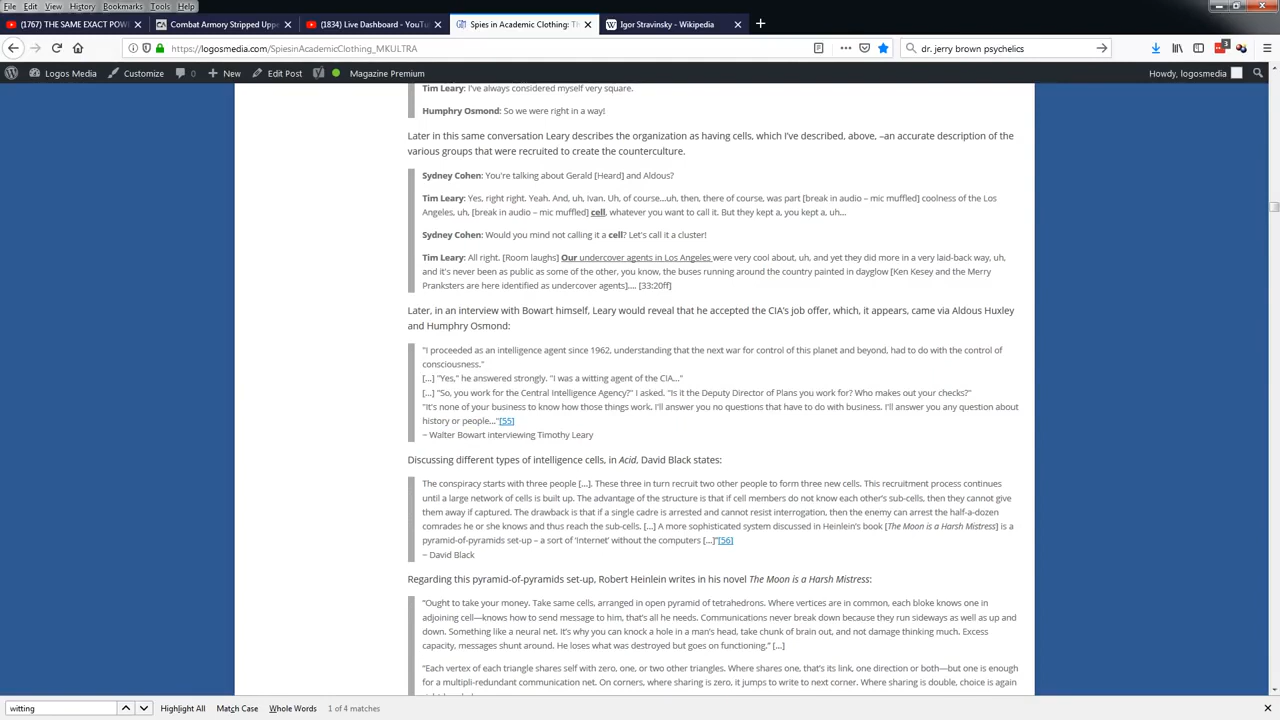 File Edit View History Bookmarks Tools Help
(1767) THE SAME EXACT POW
Combat Armory Stripped Uppe
(1834) Live Dashboard - YouTu
Spies in Academic Clothing: Th
Igor Stravinsky - Wikipedia
https://logosmedia.com/SpiesinAcademicClothing_MKULTRA
dr. jerry brown psychelics
3
Logos Media Customize 0 New Edit Post Magazine Premium Howdy, logosmedia
Tim Leary: I've always considered myself very square.
Humphry Osmond: So we were right in a way!
Later in this same conversation Leary describes the organization as having cells, which I've described, above, –an accurate description of the
various groups that were recruited to create the counterculture.
Sydney Cohen: You're talking about Gerald [Heard] and Aldous?
Tim Leary: Yes, right right. Yeah. And, uh, Ivan. Uh, of course...uh, then, there of course, was part [break in audio – mic muffled] coolness of the Los
Angeles, uh, [break in audio – mic muffled] cell, whatever you want to call it. But they kept a, you kept a, uh...
Sydney Cohen: Would you mind not calling it a cell? Let's call it a cluster!
Tim Leary: All right. [Room laughs] Our undercover agents in Los Angeles were very cool about, uh, and yet they did more in a very laid-back way, uh,
and it's never been as public as some of the other, you know, the buses running around the country painted in dayglow [Ken Kesey and the Merry
Pranksters are here identified as undercover agents].... [33:20ff]
Later, in an interview with Bowart himself, Leary would reveal that he accepted the CIA's job offer, which, it appears, came via Aldous Huxley
and Humphry Osmond:
"I proceeded as an intelligence agent since 1962, understanding that the next war for control of this planet and beyond, had to do with the control of
consciousness."
[...] "Yes," he answered strongly. "I was a witting agent of the CIA..."
[...] "So, you work for the Central Intelligence Agency?" I asked. "Is it the Deputy Director of Plans you work for? Who makes out your checks?"
"It's none of your business to know how those things work. I'll answer you no questions that have to do with business. I'll answer you any question about
history or people..."[55]
~ Walter Bowart interviewing Timothy Leary
Discussing different types of intelligence cells, in Acid, David Black states:
The conspiracy starts with three people [...]. These three in turn recruit two other people to form three new cells. This recruitment process continues
until a large network of cells is built up. The advantage of the structure is that if cell members do not know each other's sub-cells, then they cannot give
them away if captured. The drawback is that if a single cadre is arrested and cannot resist interrogation, then the enemy can arrest the half-a-dozen
comrades he or she knows and thus reach the sub-cells. [...] A more sophisticated system discussed in Heinlein's book [The Moon is a Harsh Mistress] is a
pyramid-of-pyramids set-up – a sort of 'Internet' without the computers [...]"[56]
~ David Black
Regarding this pyramid-of-pyramids set-up, Robert Heinlein writes in his novel The Moon is a Harsh Mistress:
"Ought to take your money. Take same cells, arranged in open pyramid of tetrahedrons. Where vertices are in common, each bloke knows one in
adjoining cell—knows how to send message to him, that's all he needs. Communications never break down because they run sideways as well as up and
down. Something like a neural net. It's why you can knock a hole in a man's head, take chunk of brain out, and not damage thinking much. Excess
capacity, messages shunt around. He loses what was destroyed but goes on functioning." [...]
"Each vertex of each triangle shares self with zero, one, or two other triangles. Where shares one, that's its link, one direction or both—but one is enough
for a multipli-redundant communication net. On corners, where sharing is zero, it jumps to write to next corner. Where sharing is double, choice is again
witting Highlight All Match Case Whole Words 1 of 4 matches